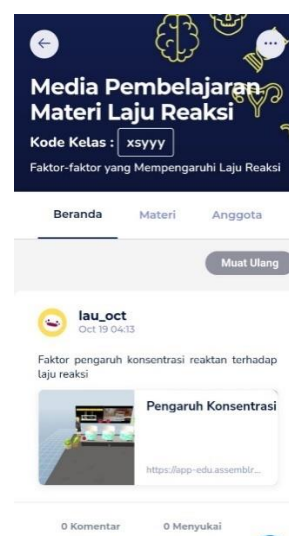 Media Pembelajaran
Materi Laju Reaksi
Kode Kelas : xsyyy
Faktor-faktor yang Mempengaruhi Laju Reaksi
Beranda Materi Anggota
Muat Ulang
lau_oct
Oct 19 04:13
Faktor pengaruh konsentrasi reaktan terhadap
laju reaksi
Pengaruh Konsentrasi
https://app-edu.assemblr...
0 Komentar 0 Menyukai